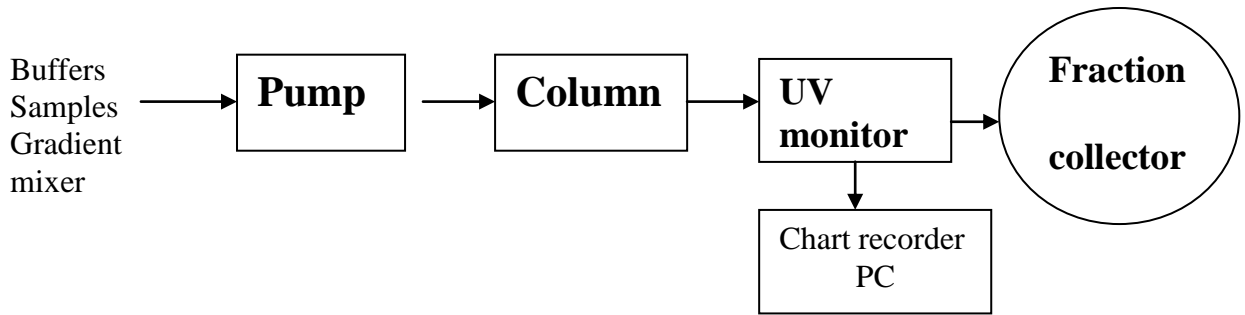 Buffers
Samples
Gradient
mixer
Pump
Column
UV
monitor
Fraction
collector
Chart recorder
PC